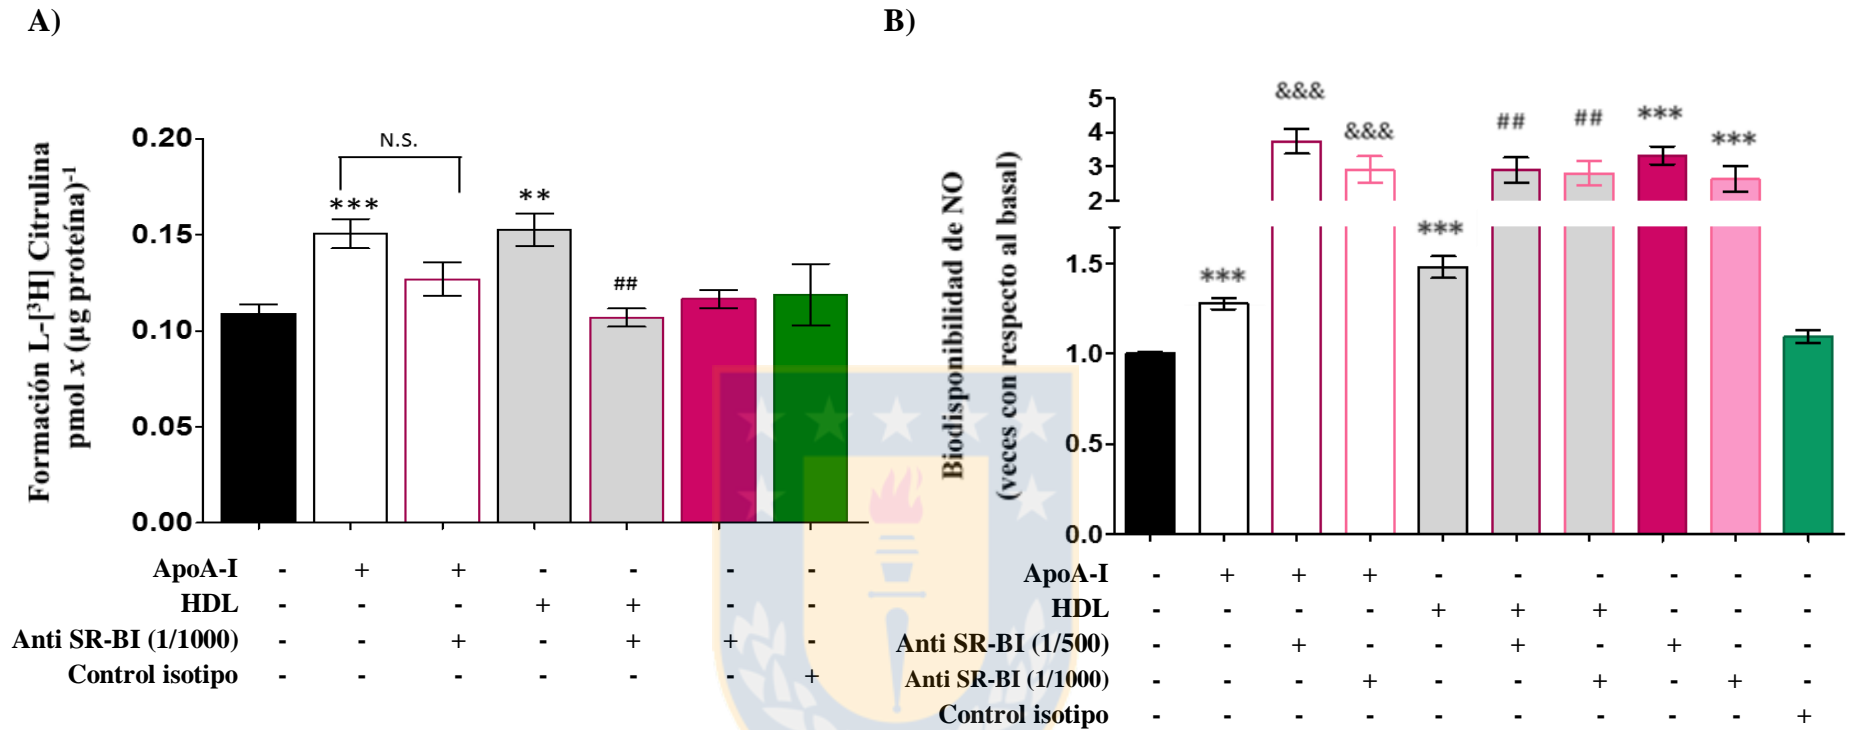 A)
B)
Formación L-[³H] Citrulina
pmol x (µg proteína)⁻¹
0.20
0.15
0.10
0.05
0.00
N.S.
***
**
##
ApoA-I - + + - - - -
HDL - - - + + - -
Anti SR-BI (1/1000) - - + - + + -
Control isotipo - - - - - - +
Biodisponibilidad de NO
(veces con respecto al basal)
5
4
3
2
1.5
1.0
0.5
0.0
***
&&&
&&&
***
##
##
***
***
ApoA-I - + + + - - - - - -
HDL - - - - + + + - - -
Anti SR-BI (1/500) - - + - - + - + - -
Anti SR-BI (1/1000) - - - + - - + - + -
Control isotipo - - - - - - - - - +